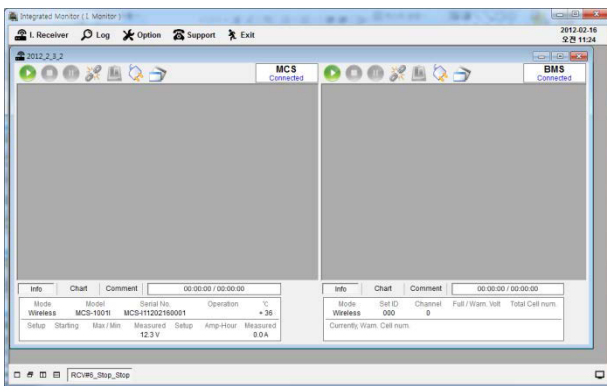 Integrated Monitor ( 1 Monitor )
I. Receiver Log Option Support Exit
2012-02-16
오전 11:24
2012_2_3_2
MCS
Connected
BMS
Connected
Info Chart Comment 00:00:00 / 00:00:00
Mode Model Serial No. Operation °C
Wireless MCS-1001I MCS-I11202160001 + 36
Setup Starting Max / Min Measured Setup Amp-Hour Measured
12.3 V 0.0 A
Info Chart Comment 00:00:00 / 00:00:00
Mode Set ID Channel Full / Warn. Volt Total Cell num.
Wireless 000 0
Currently, Warn. Cell num.
RCV#6_Stop_Stop